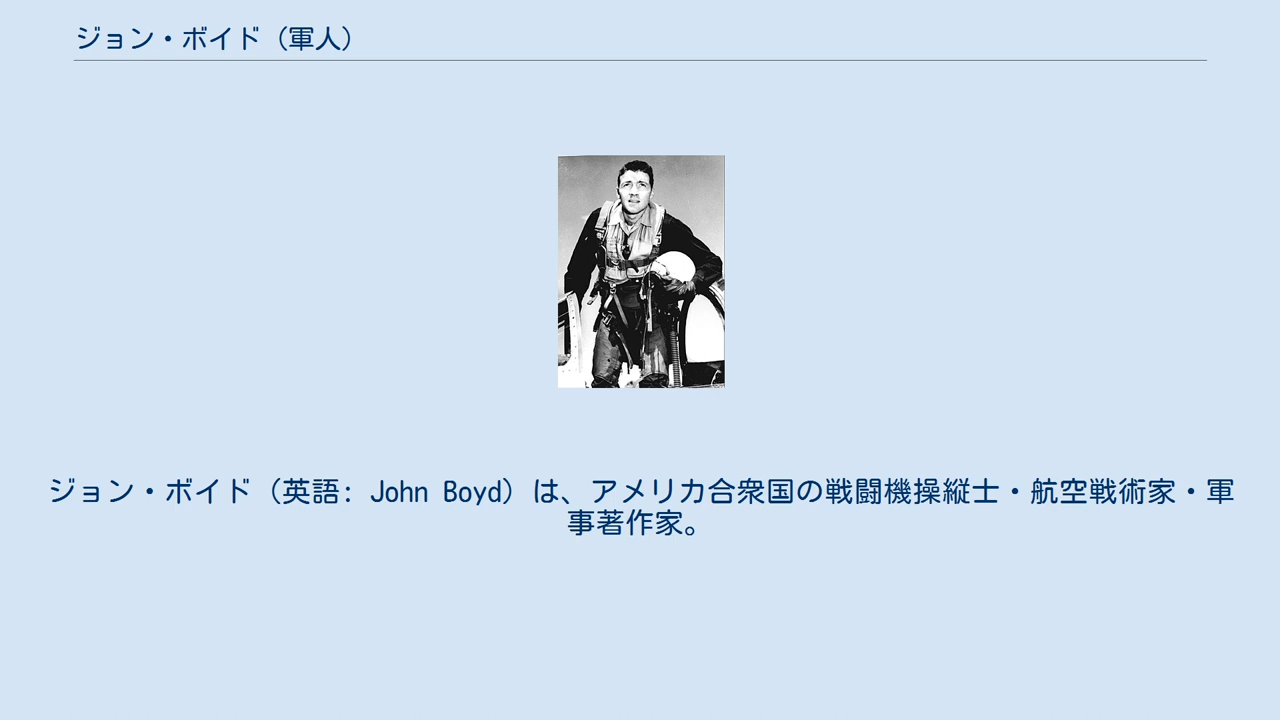 ジョン・ボイド（軍人）
ジョン・ボイド（英語: John Boyd）は、アメリカ合衆国の戦闘機操縦士・航空戦術家・軍
事著作家。